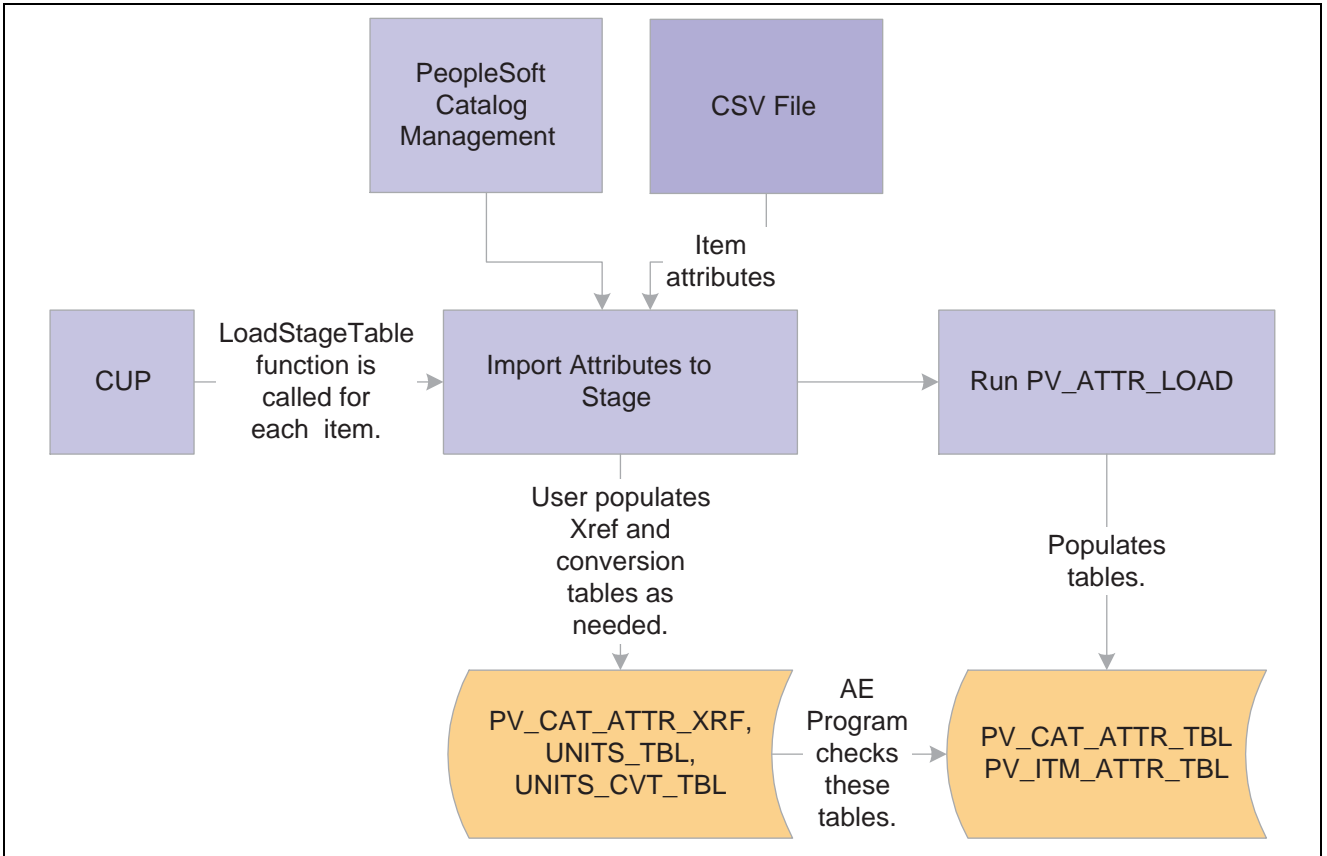 PeopleSoft
Catalog
Management
CSV File
Item
attributes
CUP
LoadStageTable
function is
called for
each item.
Import Attributes to
Stage
Run PV_ATTR_LOAD
User populates
Xref and
conversion
tables as
needed.
Populates
tables.
PV_CAT_ATTR_XRF,
UNITS_TBL,
UNITS_CVT_TBL
AE
Program
checks
these
tables.
PV_CAT_ATTR_TBL
PV_ITM_ATTR_TBL